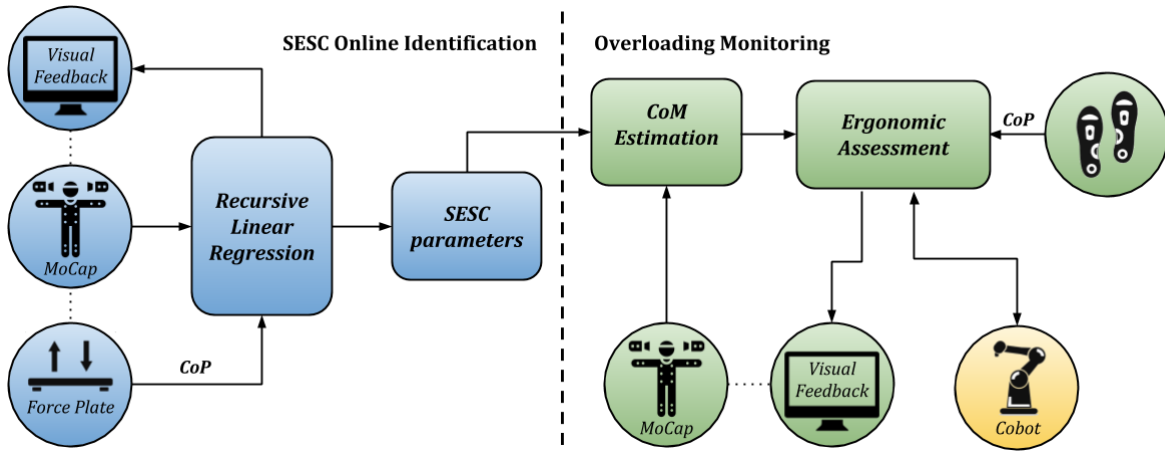 SESC Online Identification
Visual
Feedback
MoCap
Force Plate
CoP
Recursive
Linear
Regression
SESC
parameters
Overloading Monitoring
CoM
Estimation
Ergonomic
Assessment
CoP
MoCap
Visual
Feedback
Cobot